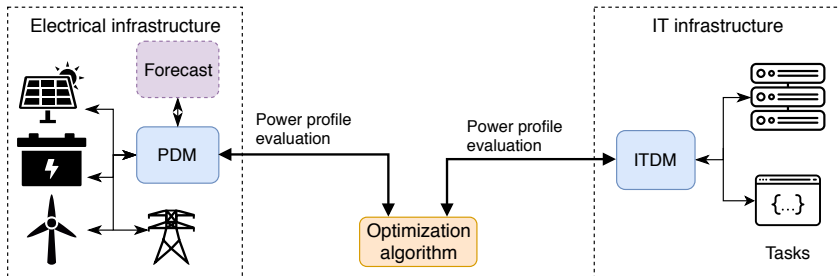 Electrical infrastructure
IT infrastructure
Forecast
Power profile
evaluation
Power profile
evaluation
PDM
ITDM
{...}
Optimization
algorithm
Tasks